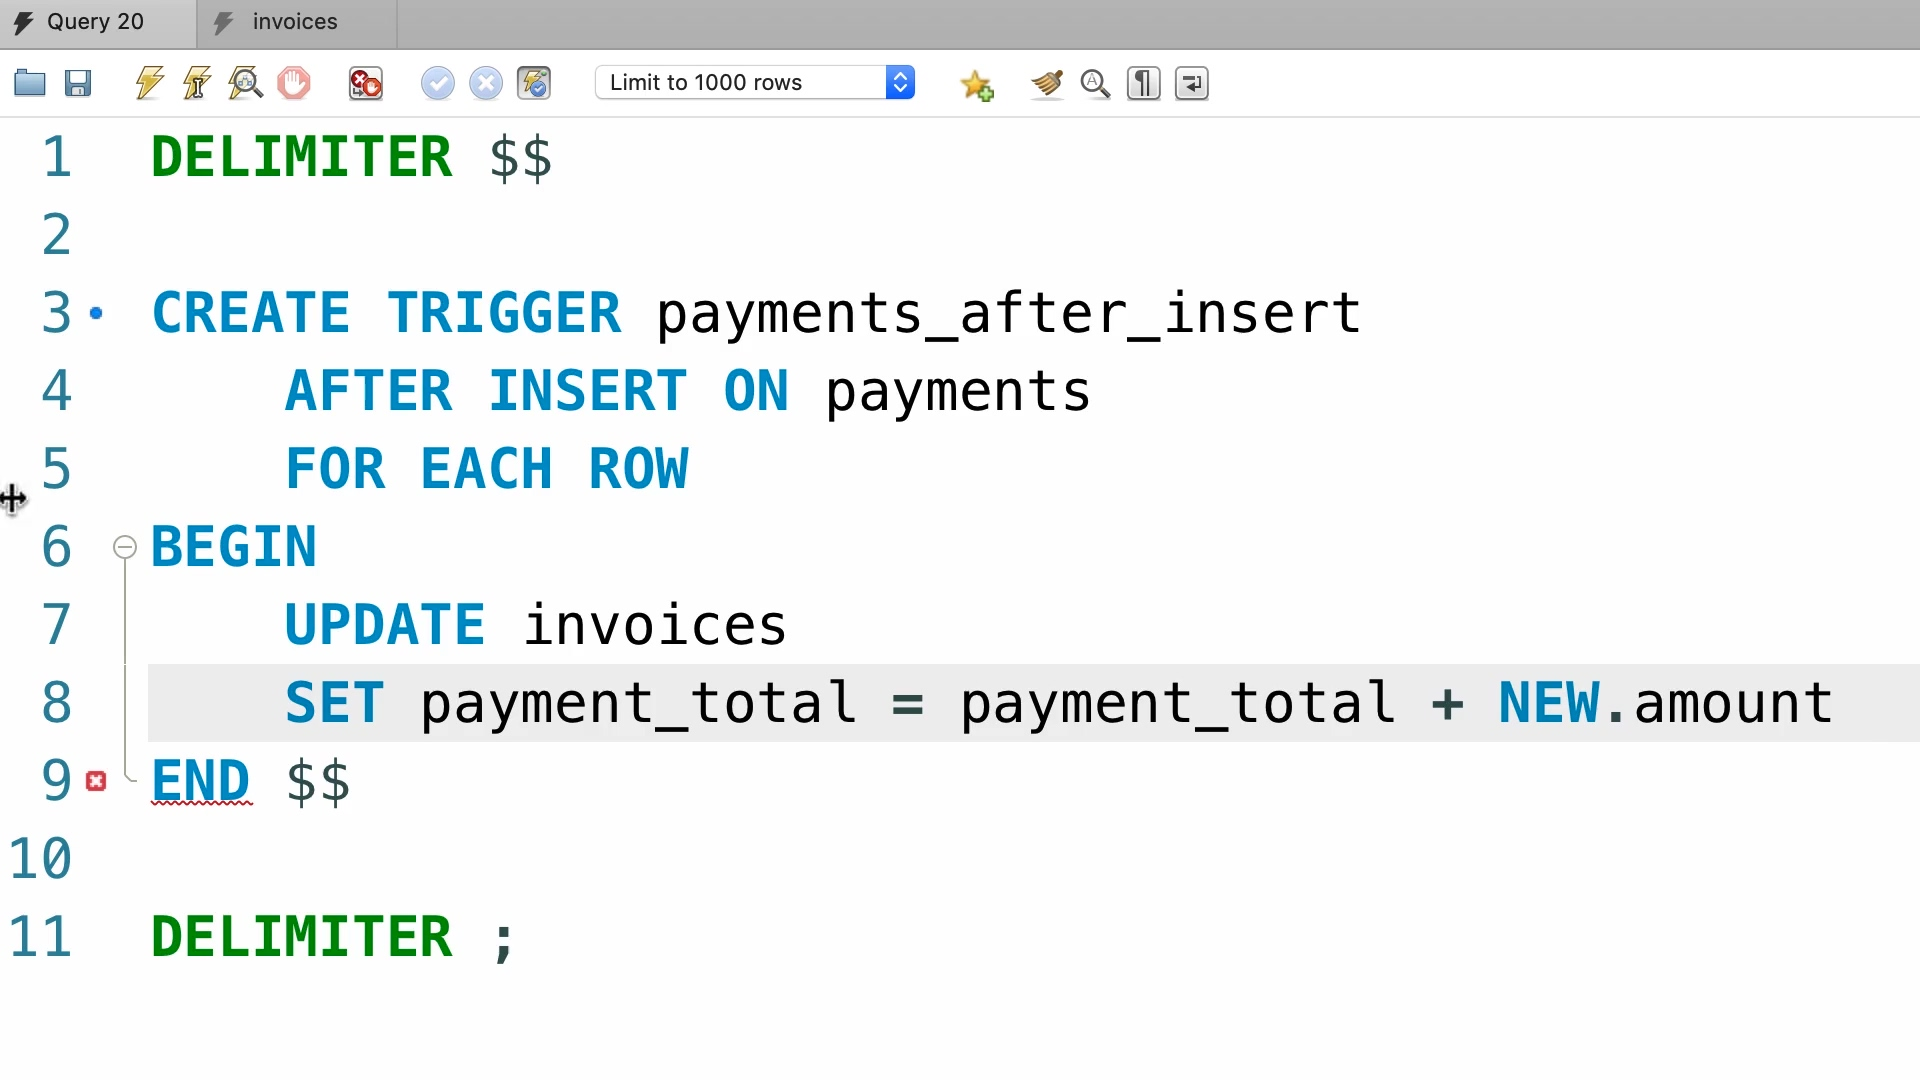 Query 20
invoices
Limit to 1000 rows
1 DELIMITER $$
2
3 CREATE TRIGGER payments_after_insert
4 AFTER INSERT ON payments
5 FOR EACH ROW
6 BEGIN
7 UPDATE invoices
8 SET payment_total = payment_total + NEW.amount
9 END $$
10
11 DELIMITER ;